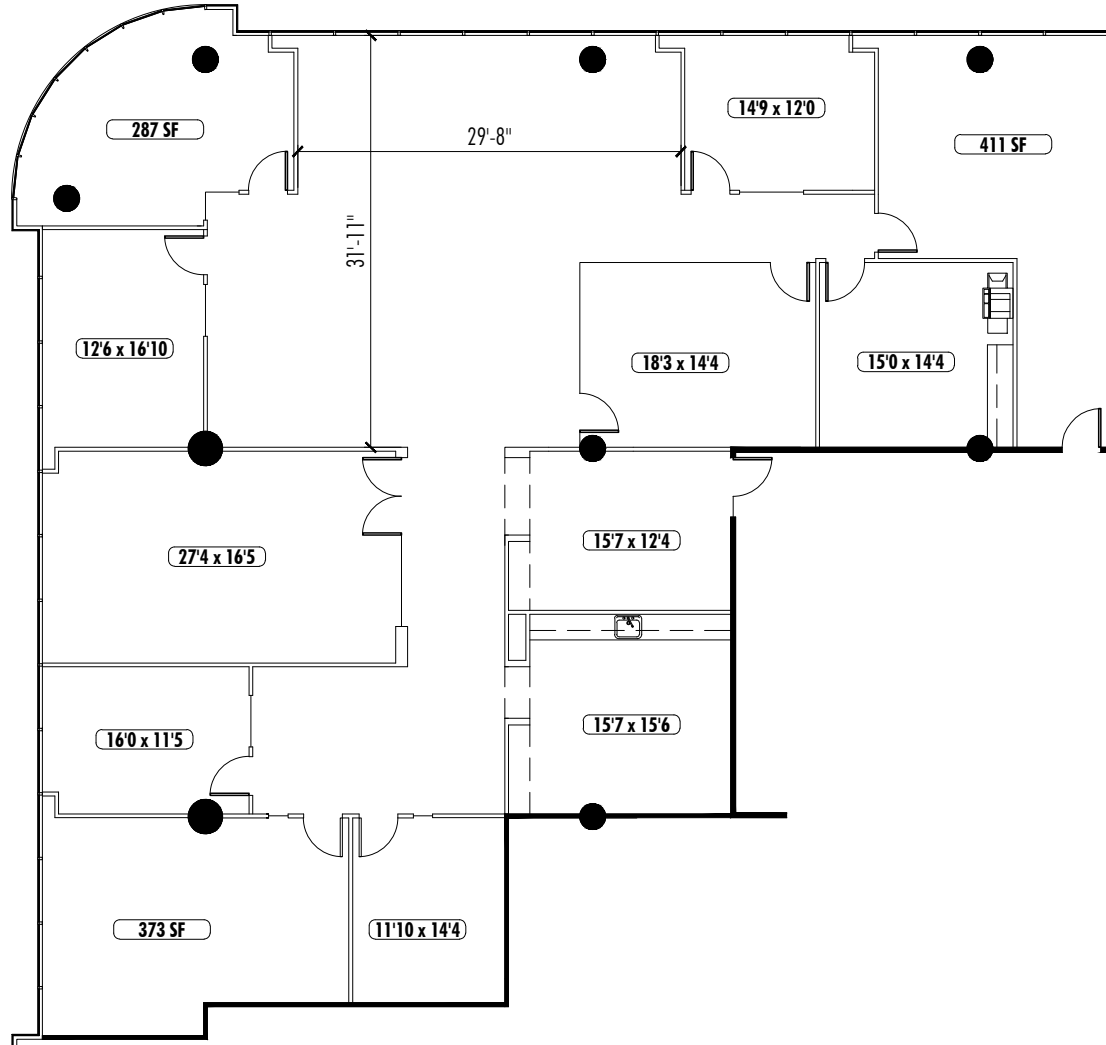 14'9 x 12'0
287 SF
29'-8"
411 SF
31'-11"
12'6 x 16'10
18'3 x 14'4
15'0 x 14'4
15'7 x 12'4
27'4 x 16'5
15'7 x 15'6
16'0 x 11'5
373 SF
11'10 x 14'4